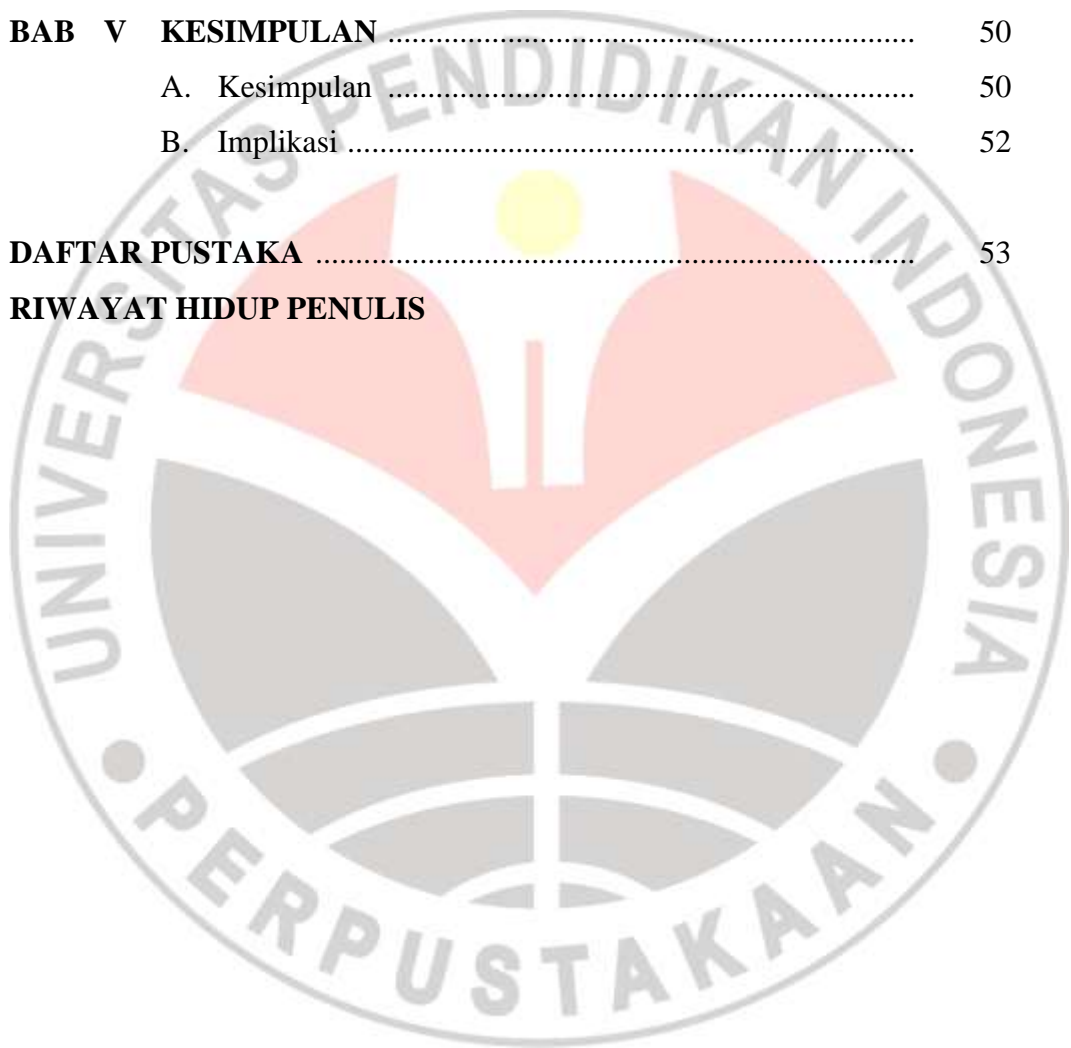 BAB V KESIMPULAN ................................................................. 50
A. Kesimpulan ................................................................. 50
B. Implikasi ...................................................................... 52
DAFTAR PUSTAKA .......................................................................... 53
RIWAYAT HIDUP PENULIS
UNIVERSITAS PENDIDIKAN INDONESIA
PERPUSTAKAAN